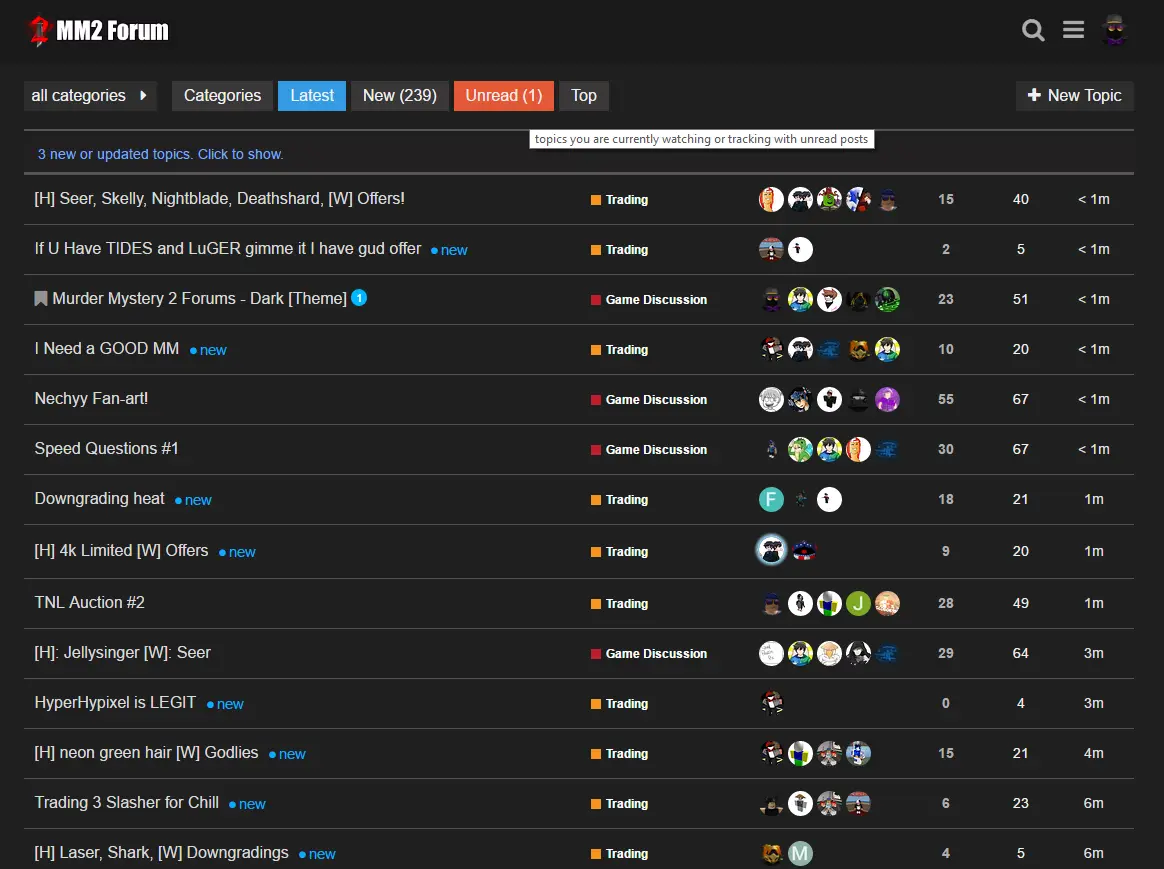 MM2 Forum
all categories Categories Latest New (239) Unread (1) Top + New Topic
topics you are currently watching or tracking with unread posts
3 new or updated topics. Click to show.
[H] Seer, Skelly, Nightblade, Deathshard, [W] Offers! Trading 15 40 < 1m
If U Have TIDES and LuGER gimme it I have gud offer new Trading 2 5 < 1m
Murder Mystery 2 Forums - Dark [Theme] 1 Game Discussion 23 51 < 1m
I Need a GOOD MM new Trading 10 20 < 1m
Nechyy Fan-art! Game Discussion 55 67 < 1m
Speed Questions #1 Game Discussion 30 67 < 1m
Downgrading heat new Trading F 18 21 1m
[H] 4k Limited [W] Offers new Trading 9 20 1m
TNL Auction #2 Trading J 28 49 1m
[H]: Jellysinger [W]: Seer Game Discussion 29 64 3m
HyperHypixel is LEGIT new Trading 0 4 3m
[H] neon green hair [W] Godlies new Trading 15 21 4m
Trading 3 Slasher for Chill new Trading 6 23 6m
[H] Laser, Shark, [W] Downgradings new Trading M 4 5 6m